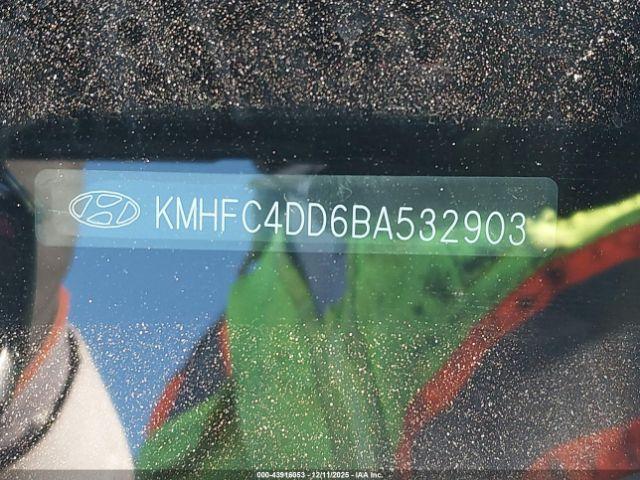 KMHFC4DD6BA532903
000-43916053 - 12/11/2025 - IAA Inc.